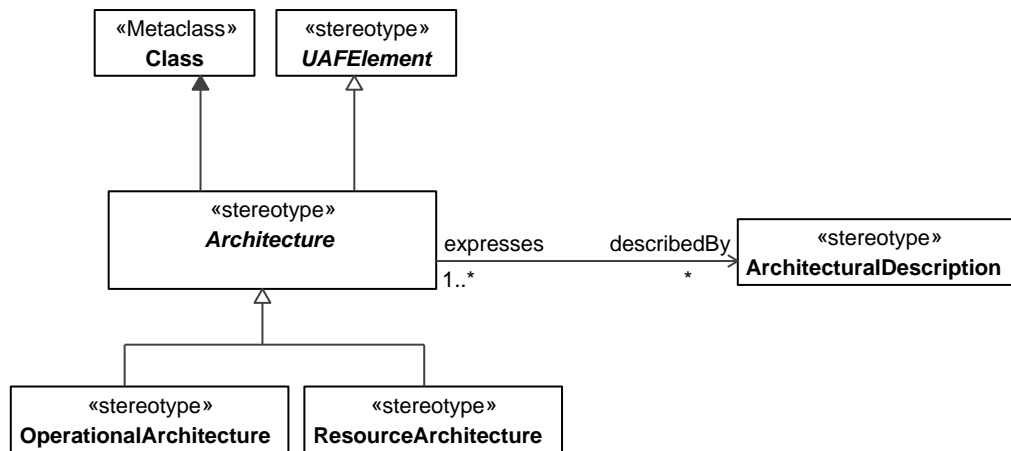 «Metaclass»
Class
«stereotype»
UAFElement
«stereotype»
Architecture
expresses
describedBy
1..*
*
«stereotype»
ArchitecturalDescription
«stereotype»
OperationalArchitecture
«stereotype»
ResourceArchitecture